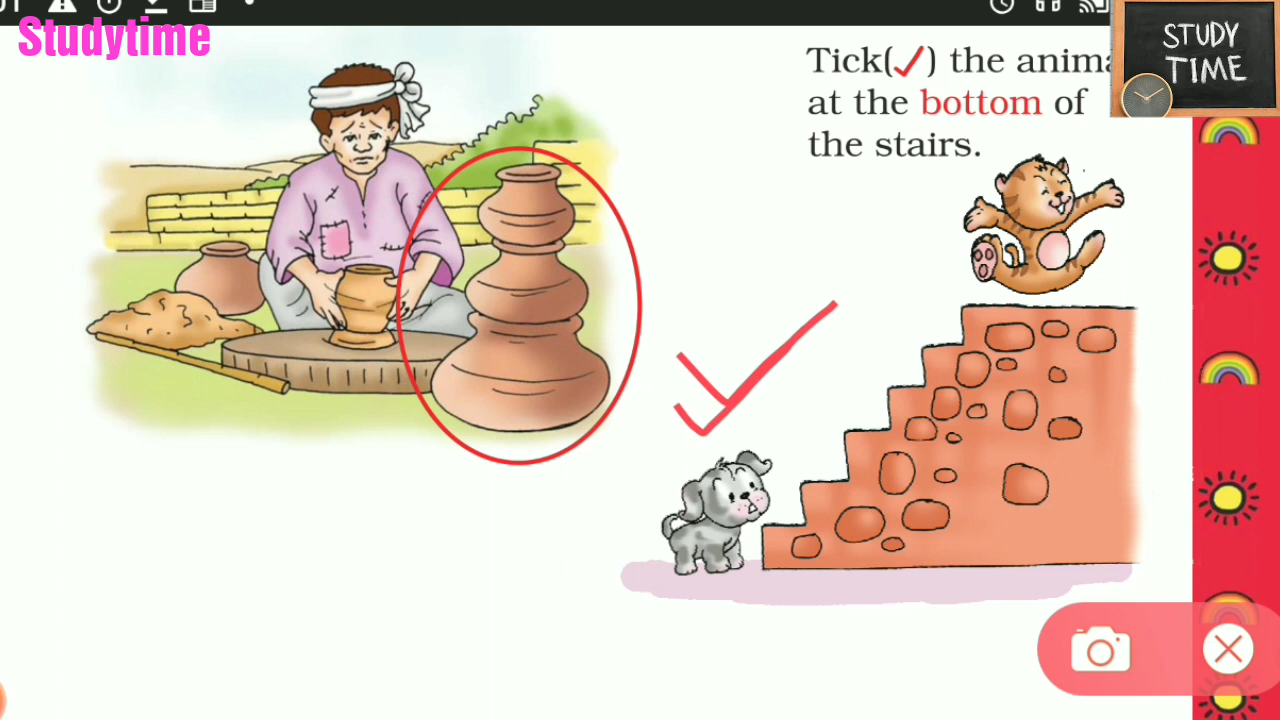 Studytime
STUDY
TIME
Tick(✓) the anima
at the bottom of
the stairs.